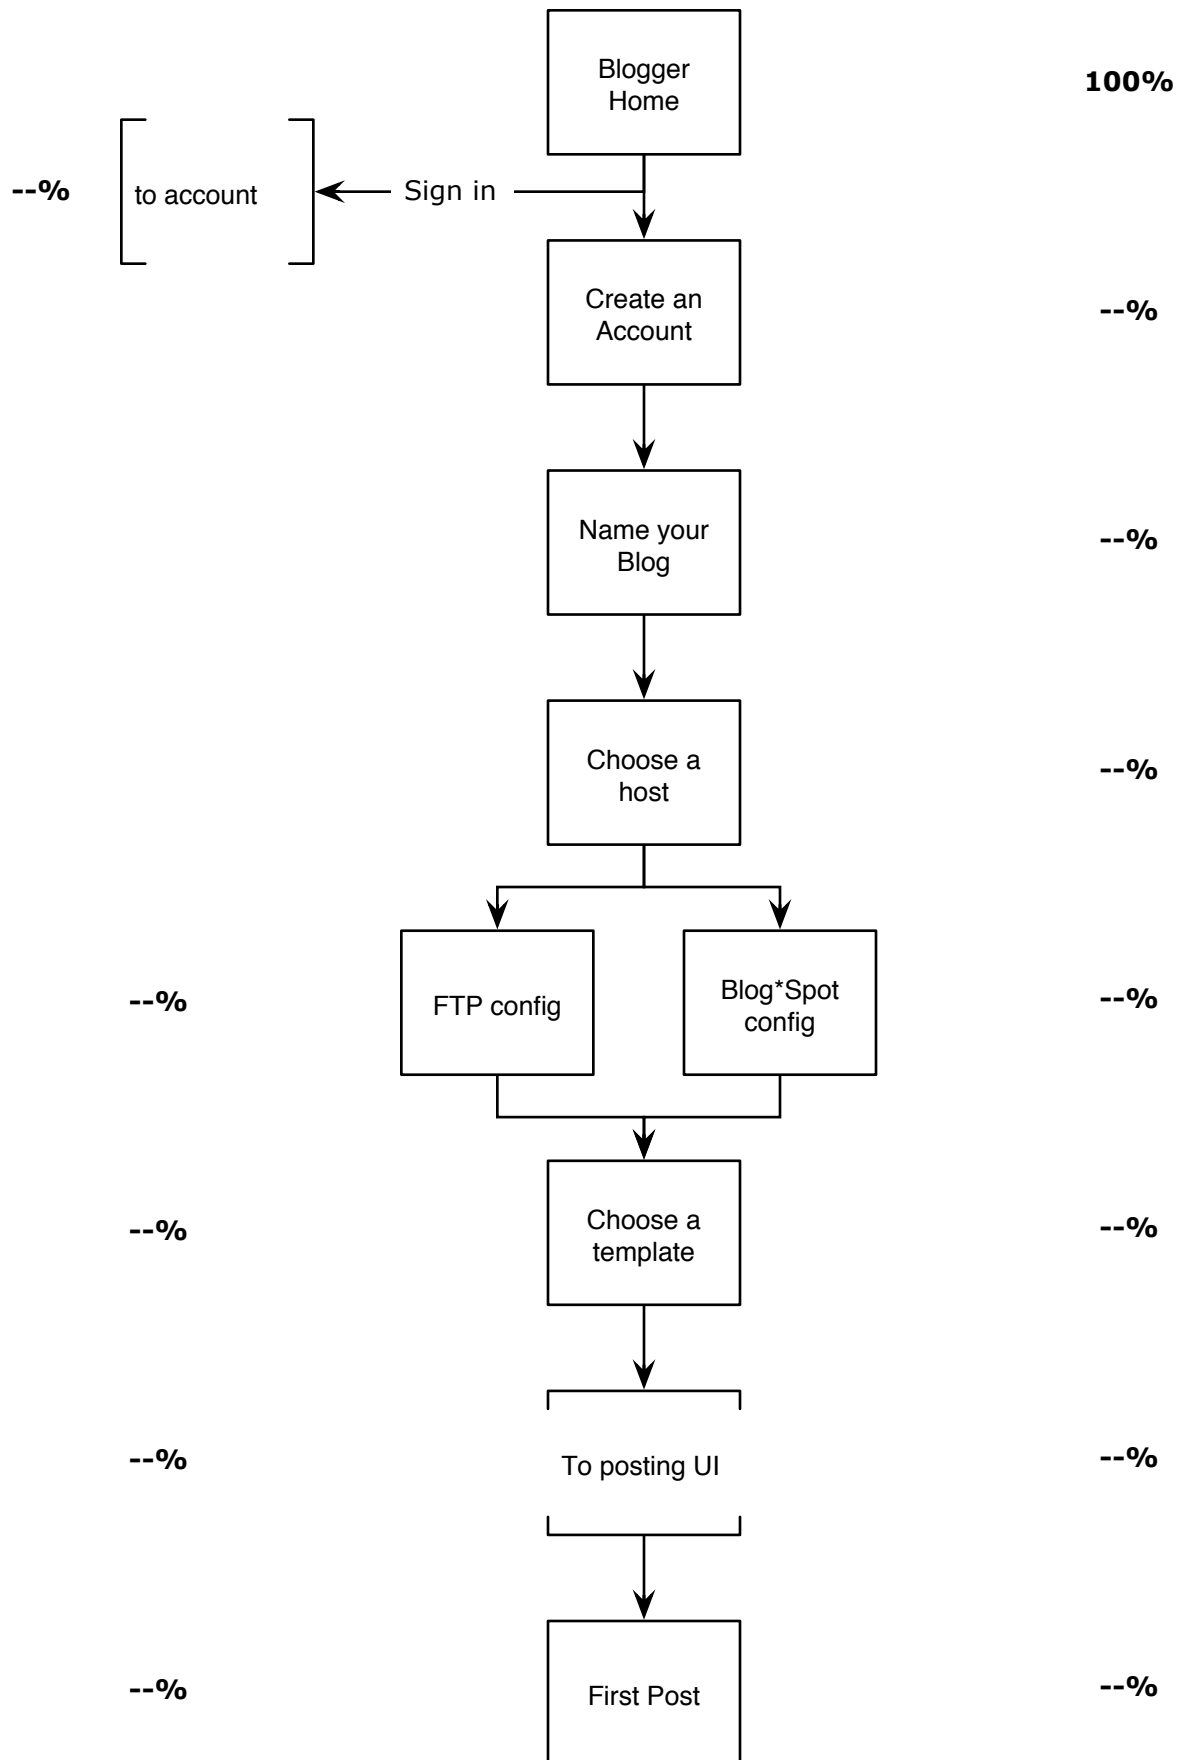 Blogger
Home
100%
--%
to account
Sign in
Create an
Account
--%
Name your
Blog
--%
Choose a
host
--%
--%
FTP config
Blog*Spot
config
--%
--%
Choose a
template
--%
--%
To posting UI
--%
--%
First Post
--%